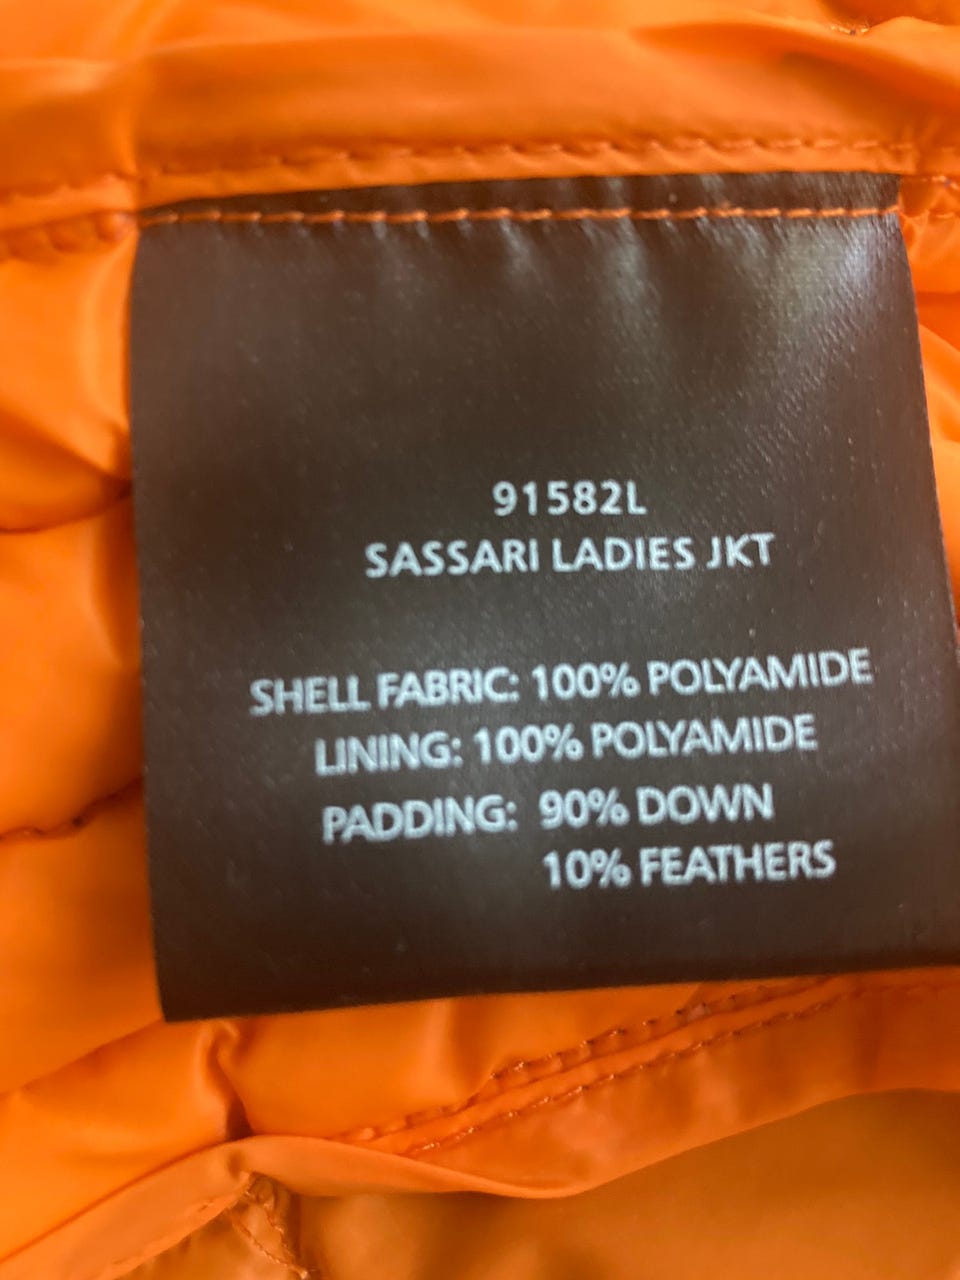 91582L
SASSARI LADIES JKT
SHELL FABRIC: 100% POLYAMIDE
LINING: 100% POLYAMIDE
PADDING: 90% DOWN
10% FEATHERS